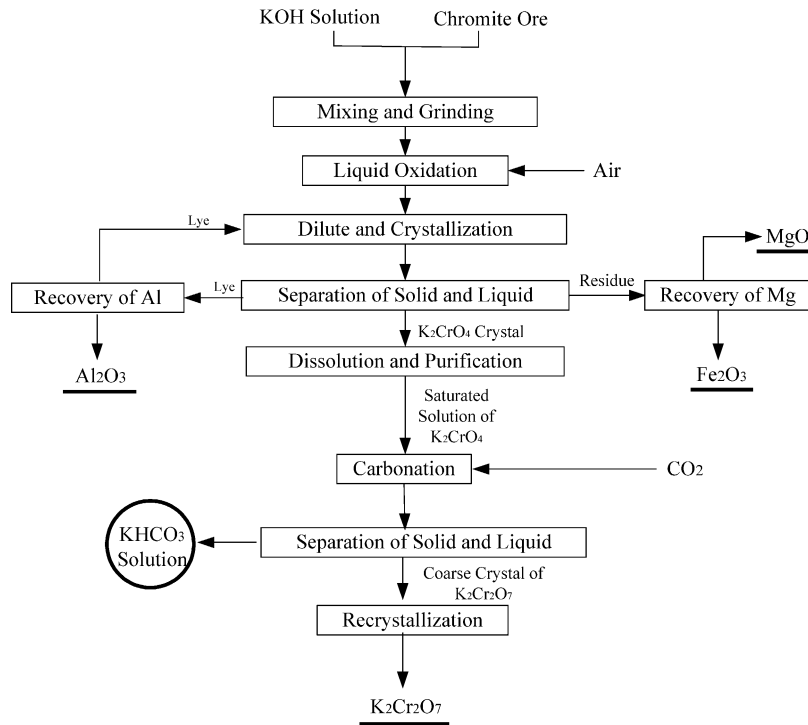 KOH Solution
Chromite Ore
Mixing and Grinding
Liquid Oxidation
Air
Lye
Dilute and Crystallization
MgO
Recovery of Al
Lye
Separation of Solid and Liquid
Residue
Recovery of Mg
K2CrO4 Crystal
Dissolution and Purification
Al2O3
Fe2O3
Saturated
Solution of
K2CrO4
Carbonation
CO2
KHCO3
Solution
Separation of Solid and Liquid
Coarse Crystal of
K2Cr2O7
Recrystallization
K2Cr2O7